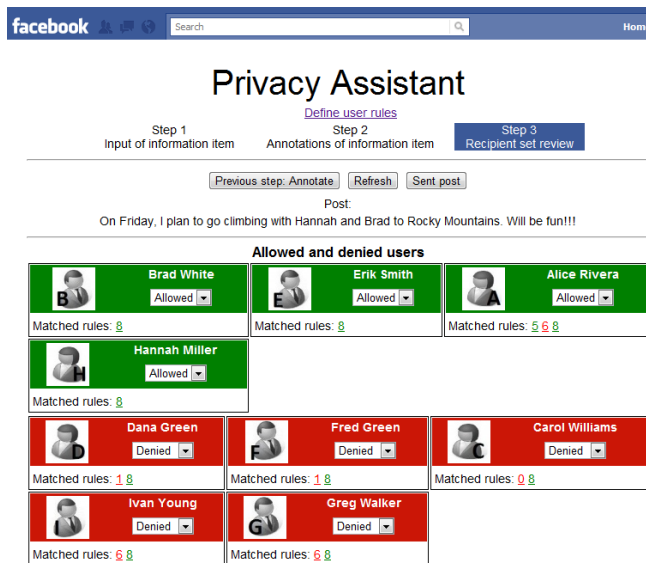 facebook Search Hom
Privacy Assistant
Define user rules
Step 1 Step 2 Step 3
Input of information item Annotations of information item Recipient set review
Previous step: Annotate Refresh Sent post
Post:
On Friday, I plan to go climbing with Hannah and Brad to Rocky Mountains. Will be fun!!!
Allowed and denied users
B Brad White E Erik Smith A Alice Rivera
Allowed Allowed Allowed
Matched rules: 8 Matched rules: 8 Matched rules: 5 6 8
H Hannah Miller
Allowed
Matched rules: 8
D Dana Green F Fred Green C Carol Williams
Denied Denied Denied
Matched rules: 1 8 Matched rules: 1 8 Matched rules: 0 8
I Ivan Young G Greg Walker
Denied Denied
Matched rules: 6 8 Matched rules: 6 8